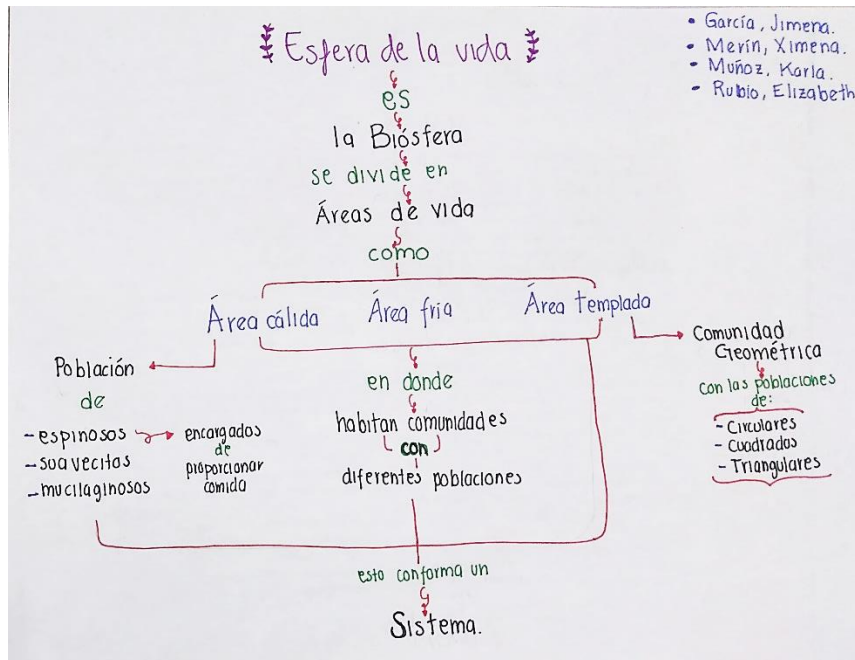 Esfera de la vida
• García, Jimena.
• Merín, Ximena.
• Muñoz, Karla.
• Rubio, Elizabeth
es
la Biósfera
se divide en
Áreas de vida
como
Área cálida
Área fria
Área templado
Población
de
- espinosos
- suavecitos
- mucilaginosos
encargados
de
proporcionar
comida
en donde
habitan comunidades
con
diferentes poblaciones
Comunidad
Geométrica
con las poblaciones
de:
- Circulares
- Cuadrados
- Triangulares
esto conforma un
Sistema.